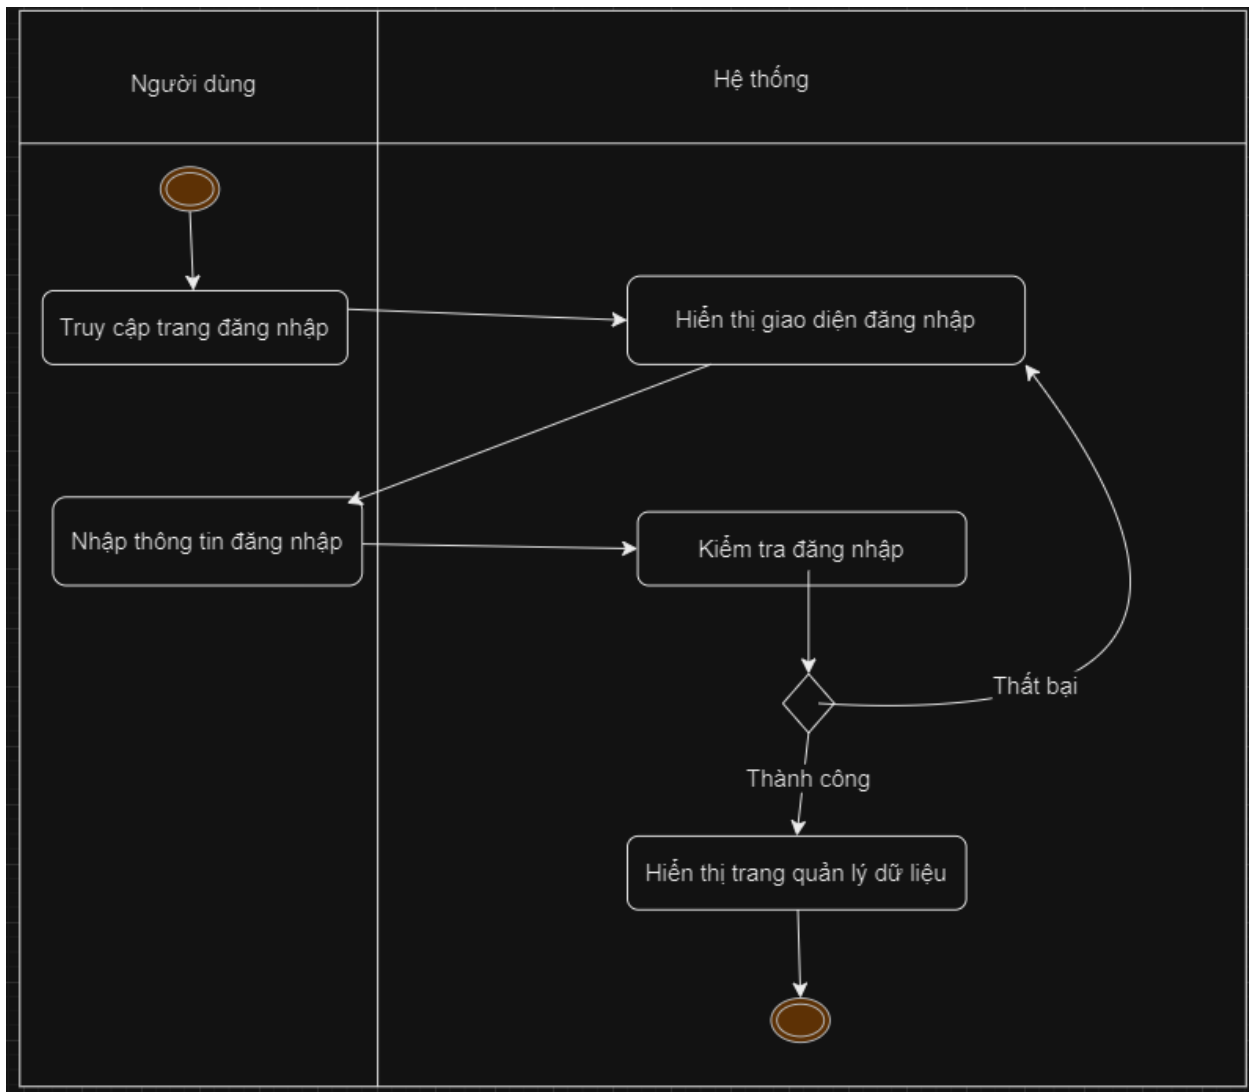 Người dùng
Hệ thống
Truy cập trang đăng nhập
Hiển thị giao diện đăng nhập
Nhập thông tin đăng nhập
Kiểm tra đăng nhập
Thất bại
Thành công
Hiển thị trang quản lý dữ liệu